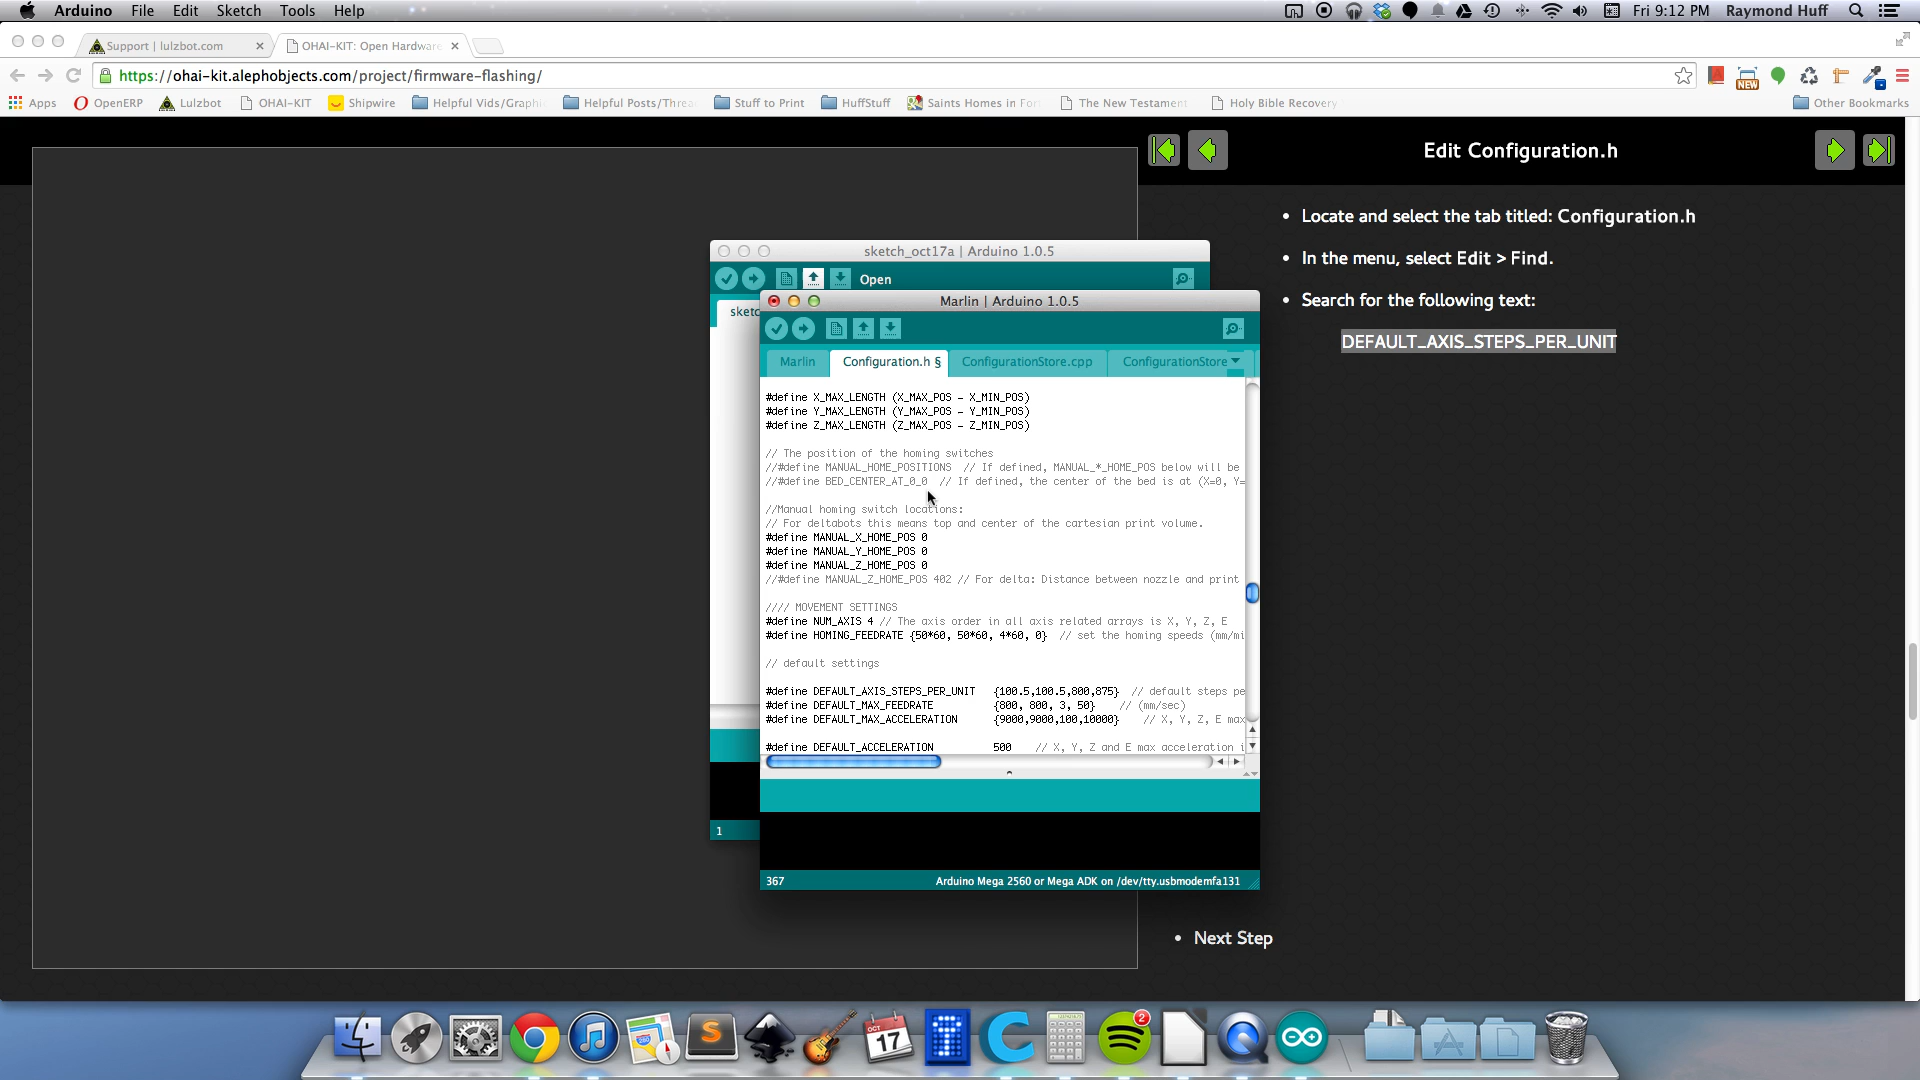 Arduino File Edit Sketch Tools Help
Fri 9:12 PM Raymond Huff
Support | lulzbot.com
OHAI-KIT: Open Hardware
https://ohai-kit.alephobjects.com/project/firmware-flashing/
NEW
Apps OpenERP Lulzbot OHAI-KIT Shipwire Helpful Vids/Graphi Helpful Posts/Threa Stuff to Print HuffStuff Saints Homes in For The New Testament Holy Bible Recovery Other Bookmarks
Edit Configuration.h
• Locate and select the tab titled: Configuration.h
• In the menu, select Edit > Find.
• Search for the following text:
DEFAULT_AXIS_STEPS_PER_UNIT
• Next Step
sketch_oct17a | Arduino 1.0.5
Open
sketc
1
Marlin | Arduino 1.0.5
Marlin Configuration.h § ConfigurationStore.cpp ConfigurationStore
#define X_MAX_LENGTH (X_MAX_POS - X_MIN_POS)
#define Y_MAX_LENGTH (Y_MAX_POS - Y_MIN_POS)
#define Z_MAX_LENGTH (Z_MAX_POS - Z_MIN_POS)
// The position of the homing switches
//#define MANUAL_HOME_POSITIONS // If defined, MANUAL_*_HOME_POS below will be
//#define BED_CENTER_AT_0_0 // If defined, the center of the bed is at (X=0, Y=
//Manual homing switch locations:
// For deltabots this means top and center of the cartesian print volume.
#define MANUAL_X_HOME_POS 0
#define MANUAL_Y_HOME_POS 0
#define MANUAL_Z_HOME_POS 0
//#define MANUAL_Z_HOME_POS 402 // For delta: Distance between nozzle and print
//// MOVEMENT SETTINGS
#define NUM_AXIS 4 // The axis order in all axis related arrays is X, Y, Z, E
#define HOMING_FEEDRATE {50*60, 50*60, 4*60, 0} // set the homing speeds (mm/mi
// default settings
#define DEFAULT_AXIS_STEPS_PER_UNIT {100.5,100.5,800,875} // default steps pe
#define DEFAULT_MAX_FEEDRATE {800, 800, 3, 50} // (mm/sec)
#define DEFAULT_MAX_ACCELERATION {9000,9000,100,10000} // X, Y, Z, E max
#define DEFAULT_ACCELERATION 500 // X, Y, Z and E max acceleration i
367 Arduino Mega 2560 or Mega ADK on /dev/tty.usbmodemfa131
OCT
17
2